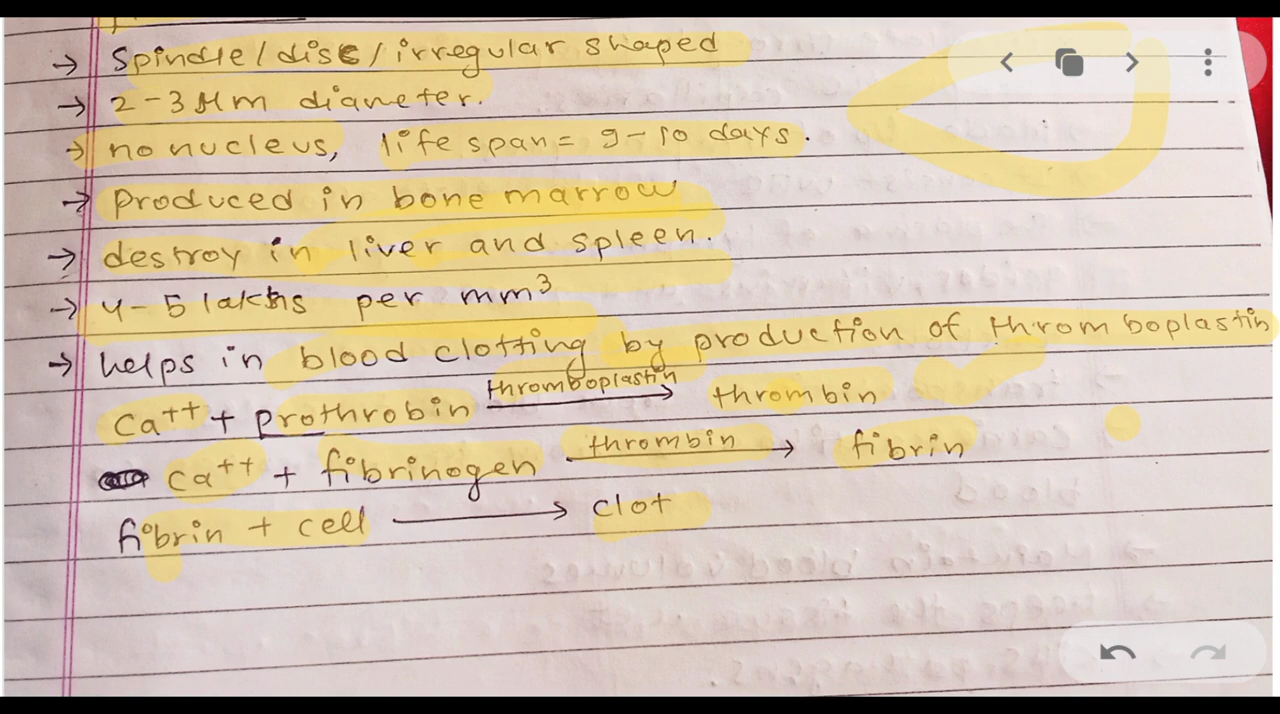 → Spindle/disc/irregular shaped
→ 2-3 Mm diameter.
→ no nucleus, life span = 9-10 days.
→ Produced in bone marrow
→ destroy in liver and spleen.
→ 4-5 lakhs per mm³
→ helps in blood clotting by production of thromboplastin
Ca⁺⁺ + prothrobin thromboplastin → thrombin
Ca⁺⁺ + fibrinogen thrombin → fibrin
fibrin + cell → clot